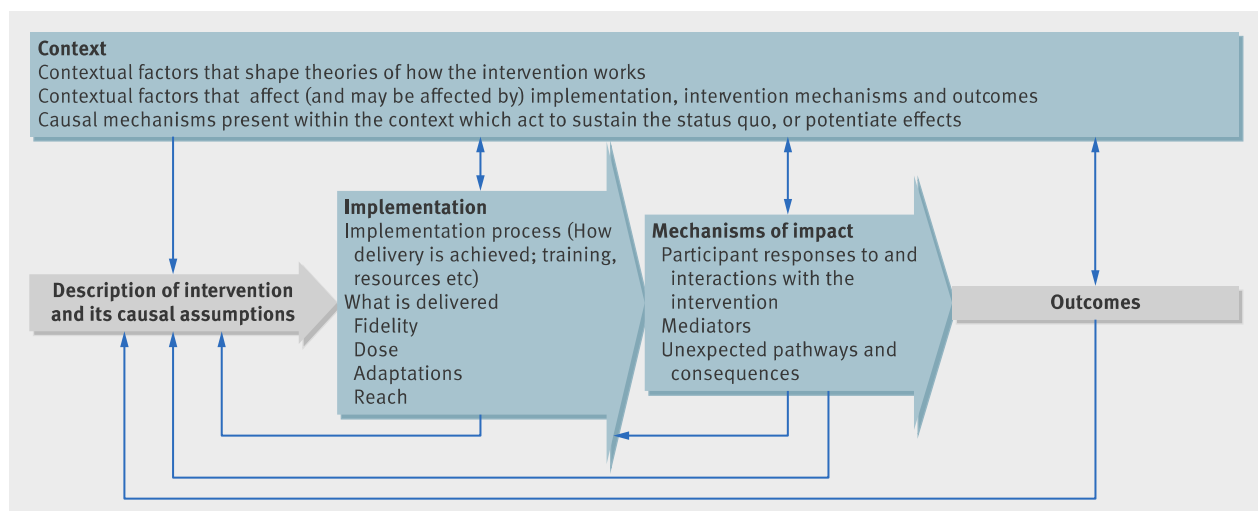 Context
Contextual factors that shape theories of how the intervention works
Contextual factors that affect (and may be affected by) implementation, intervention mechanisms and outcomes
Causal mechanisms present within the context which act to sustain the status quo, or potentiate effects
Description of intervention
and its causal assumptions
Implementation
Implementation process (How
delivery is achieved; training,
resources etc)
What is delivered
Fidelity
Dose
Adaptations
Reach
Mechanisms of impact
Participant responses to and
interactions with the
intervention
Mediators
Unexpected pathways and
consequences
Outcomes